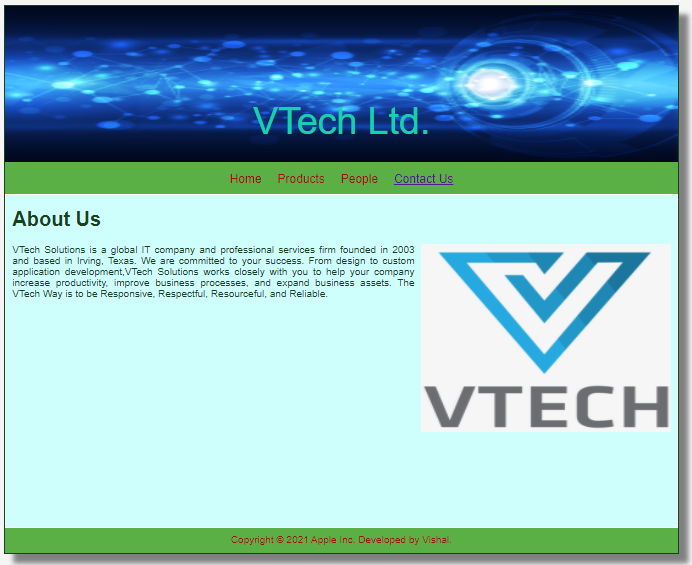 VTech Ltd.
Home Products People Contact Us
About Us
VTech Solutions is a global IT company and professional services firm founded in 2003
and based in Irving, Texas. We are committed to your success. From design to custom
application development,VTech Solutions works closely with you to help your company
increase productivity, improve business processes, and expand business assets. The
VTech Way is to be Responsive, Respectful, Resourceful, and Reliable.
VTECH
Copyright © 2021 Apple Inc. Developed by Vishal.